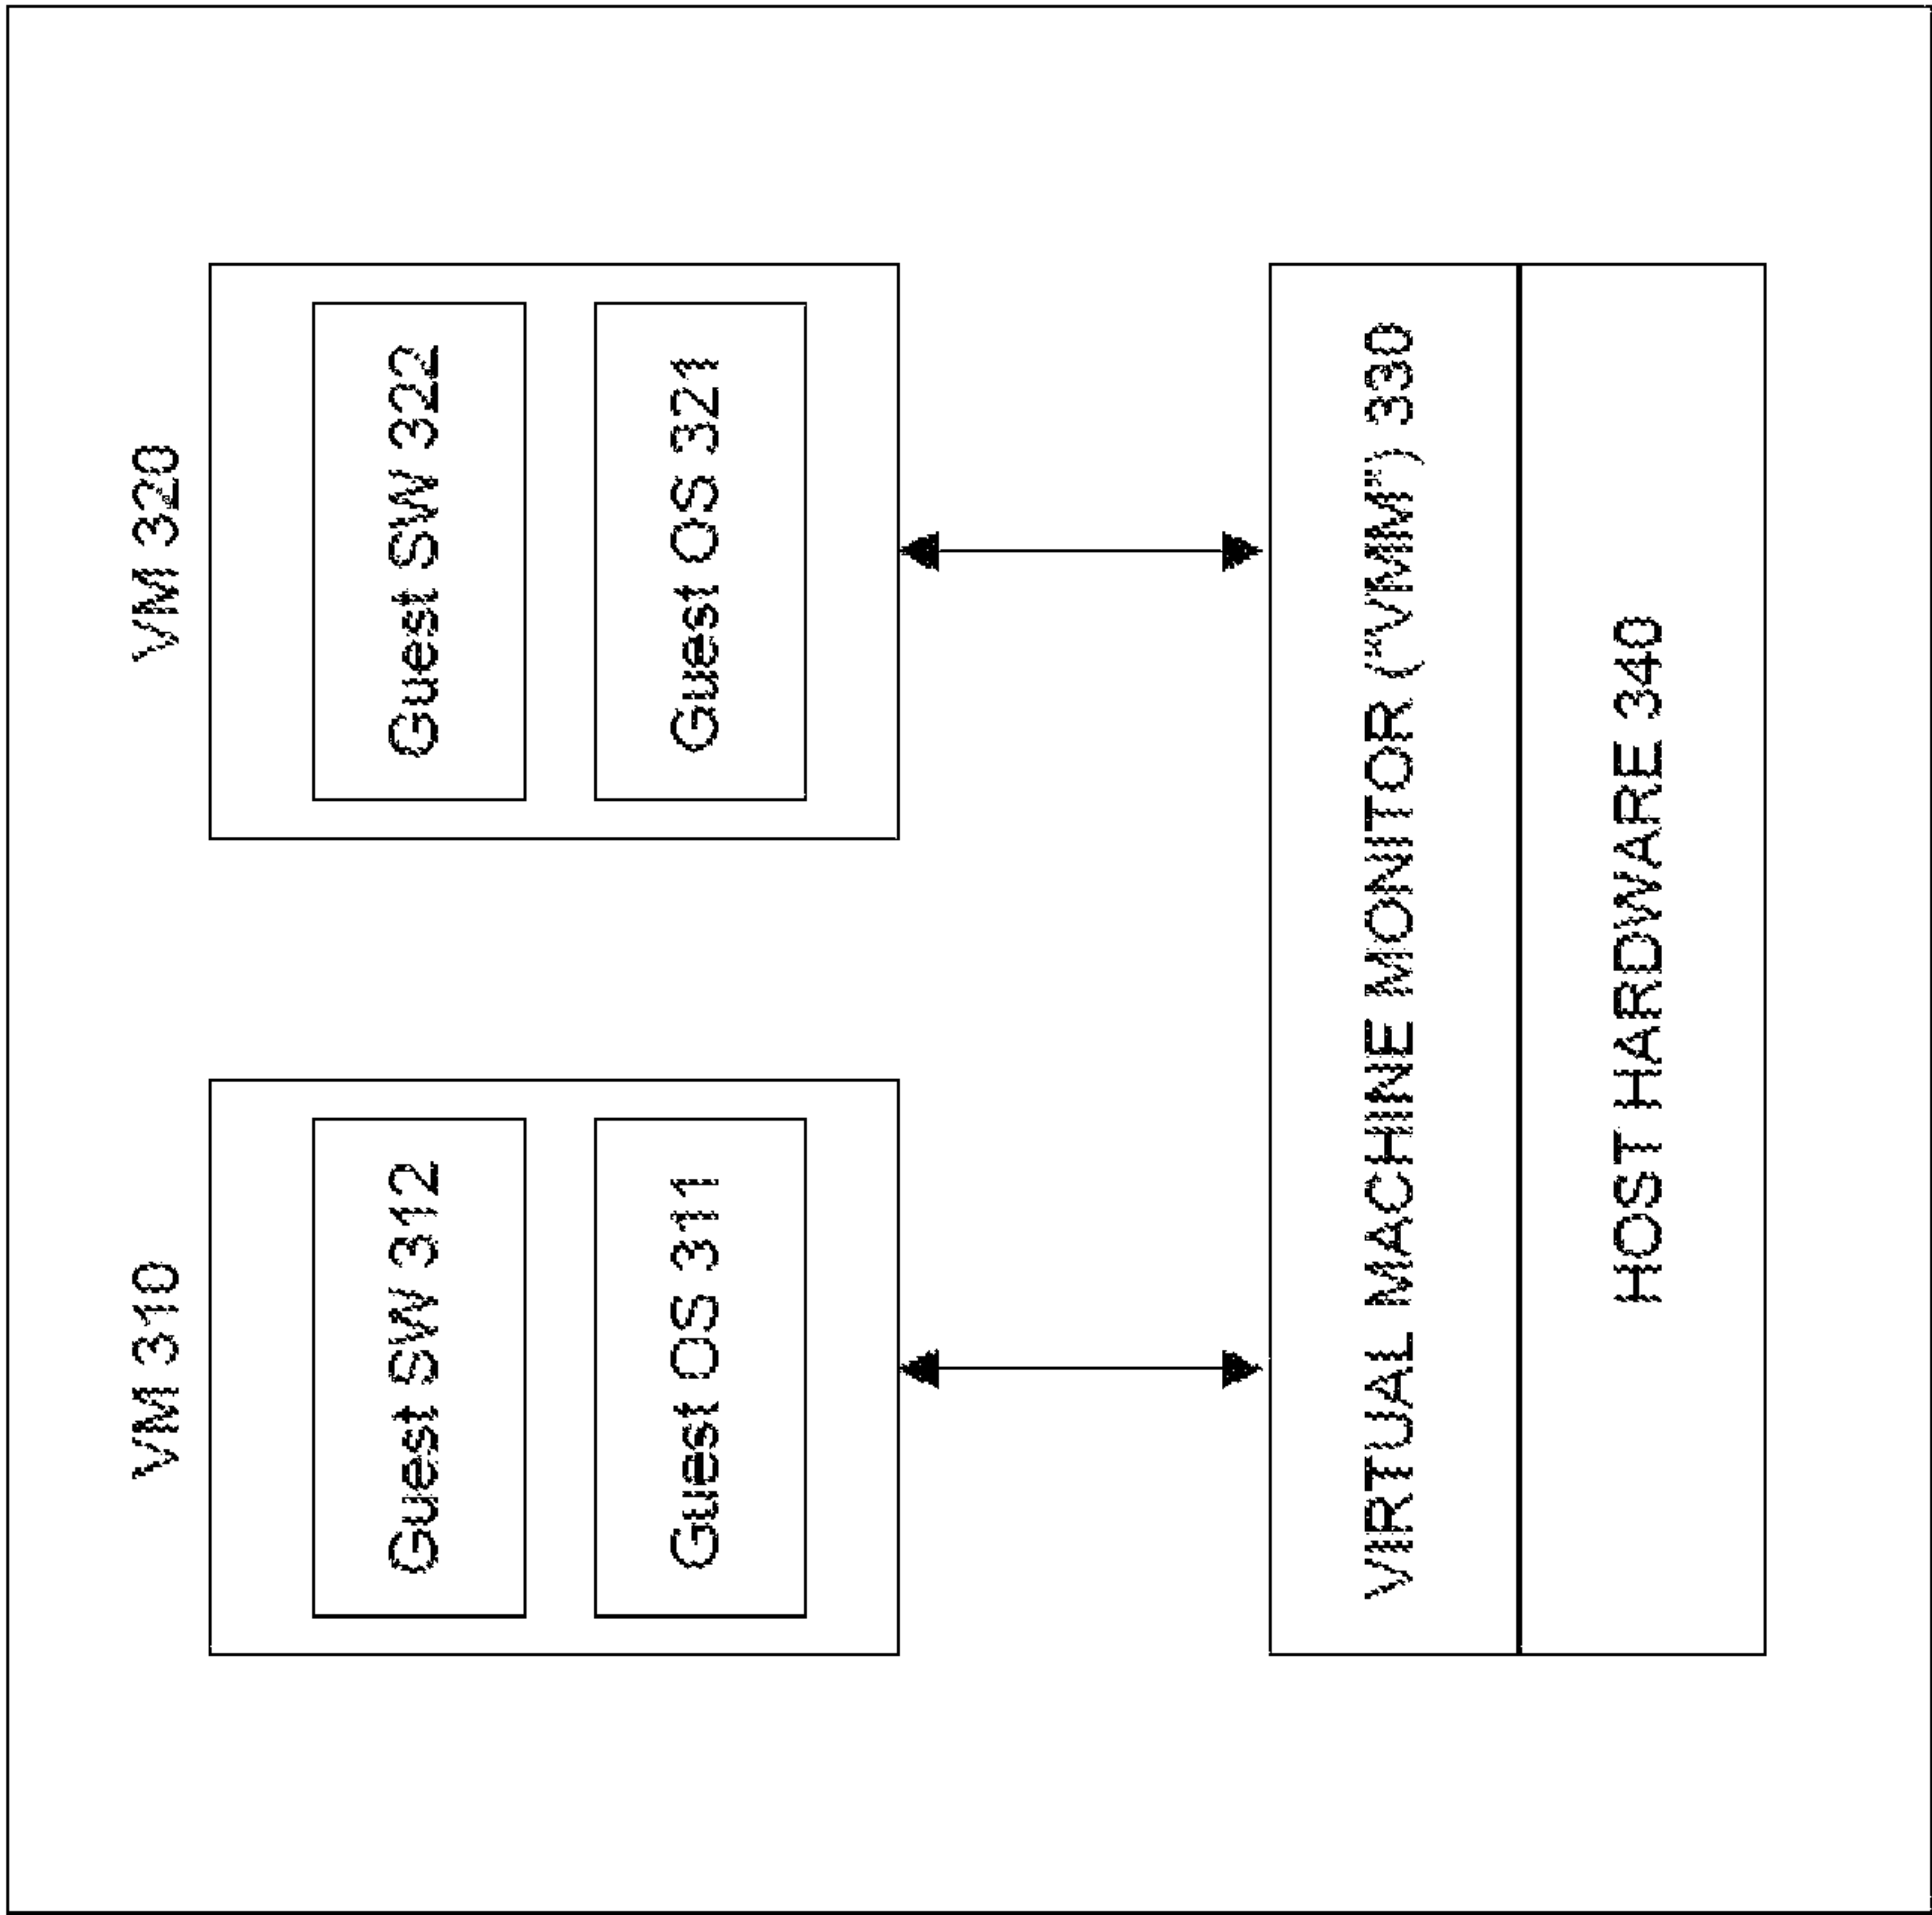 VM 310
VM 320
Guest SW 312
Guest SW 322
Guest OS 311
Guest OS 321
VIRTUAL MACHINE MONITOR (“VMM”) 330
HOST HARDWARE 340